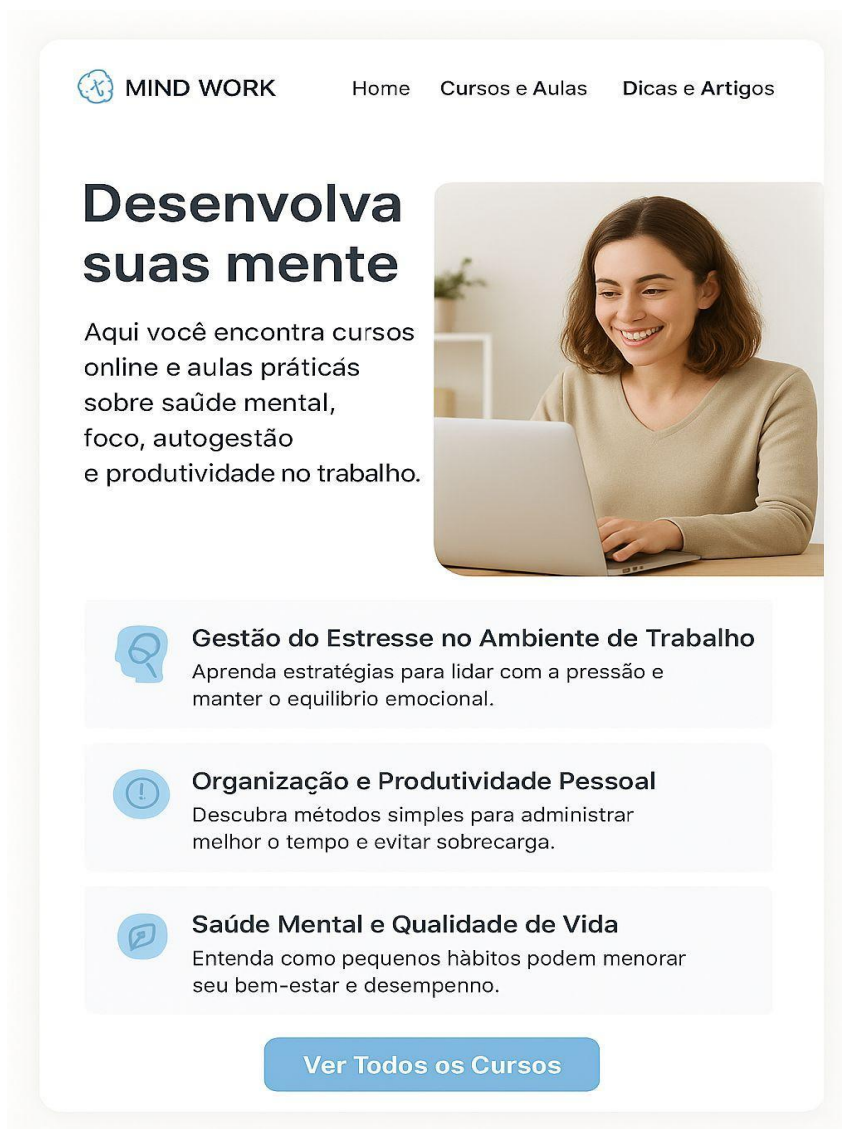 MIND WORK
Home
Cursos e Aulas
Dicas e Artigos
Desenvolva
suas mente
Aqui você encontra cursos
online e aulas práticás
sobre saûde mental,
foco, autogestão
e produtividade no trabalho.
Gestão do Estresse no Ambiente de Trabalho
Aprenda estratégias para lidar com a pressão e
manter o equilibrio emocional.
Organização e Produtividade Pessoal
Descubra métodos simples para administrar
melhor o tempo e evitar sobrecarga.
Saúde Mental e Qualidade de Vida
Entenda como pequenos hàbitos podem menorar
seu bem-estar e desempenno.
Ver Todos os Cursos